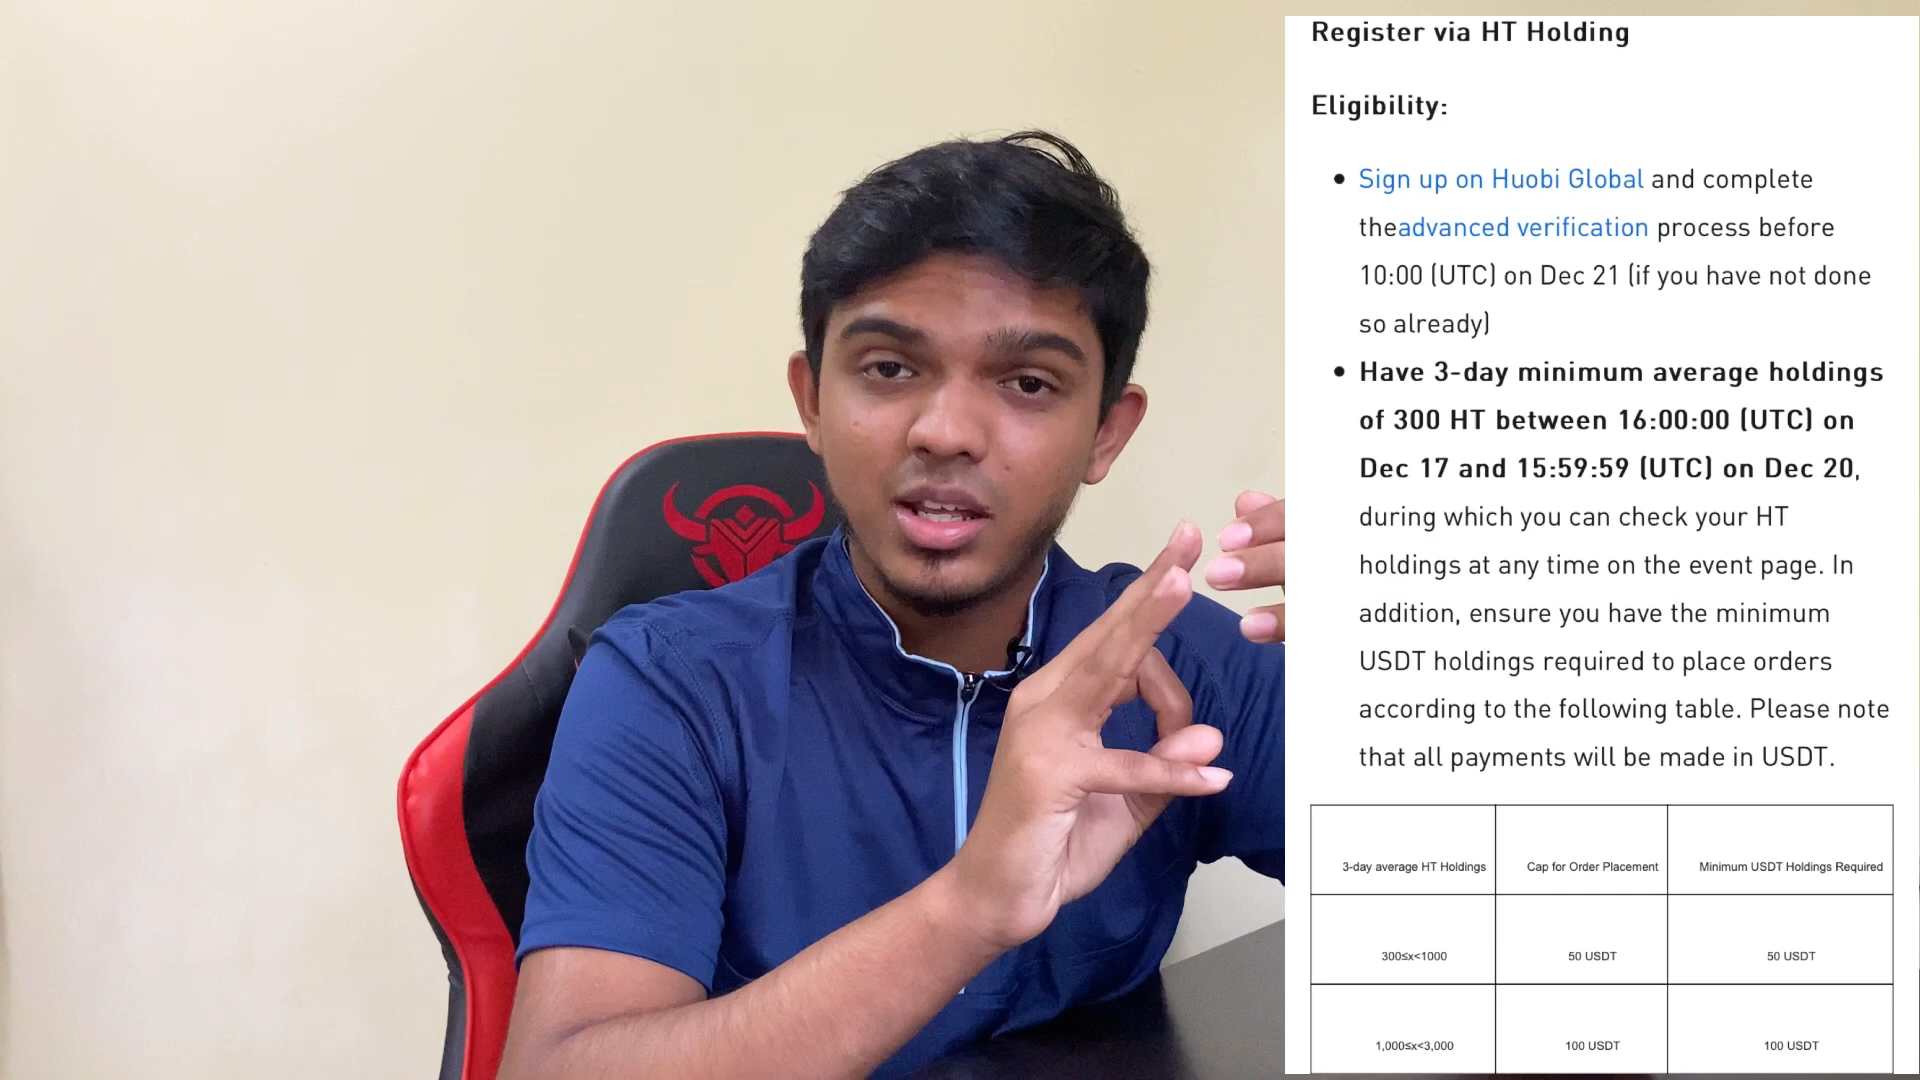 Register via HT Holding
Eligibility:
Sign up on Huobi Global and complete
theadvanced verification process before
10:00 (UTC) on Dec 21 (if you have not done
so already)
Have 3-day minimum average holdings
of 300 HT between 16:00:00 (UTC) on
Dec 17 and 15:59:59 (UTC) on Dec 20,
during which you can check your HT
holdings at any time on the event page. In
addition, ensure you have the minimum
USDT holdings required to place orders
according to the following table. Please note
that all payments will be made in USDT.
3-day average HT Holdings Cap for Order Placement Minimum USDT Holdings Required
300≤x<1000 50 USDT 50 USDT
1,000≤x<3,000 100 USDT 100 USDT